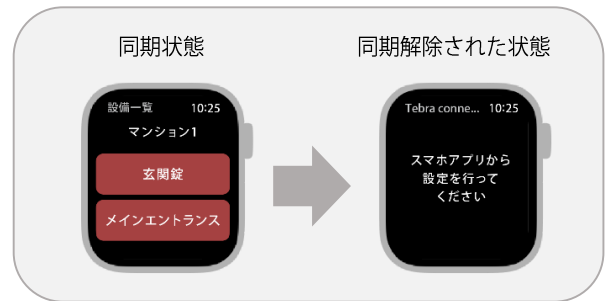 同期状態
同期解除された状態
設備一覧 10:25
マンション1
玄関錠
メインエントランス
Tebra conne... 10:25
スマホアプリから
設定を行って
ください